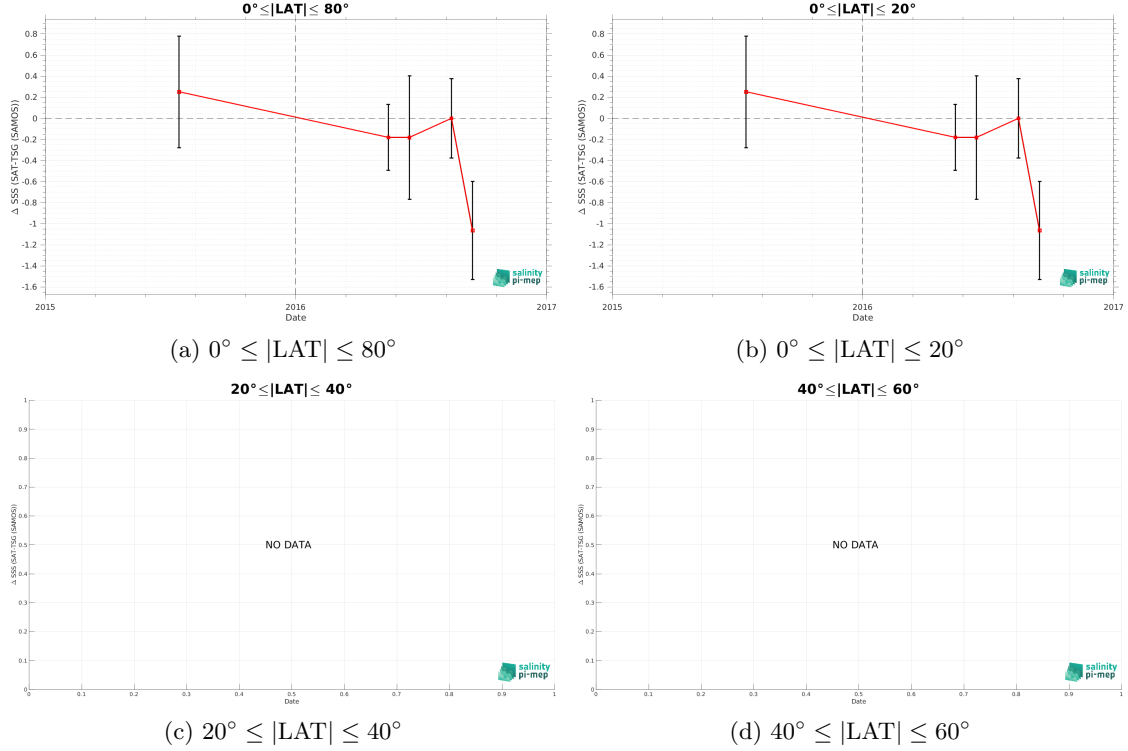 0°≤|LAT|≤ 80°
0.8
0.6
0.4
0.2
0
-0.2
-0.4
-0.6
-0.8
-1
-1.2
-1.4
-1.6
Δ SSS (SAT-TSG (SAMOS))
2015
2016
2017
Date
salinity
pi-mep
(a) 0° ≤ |LAT| ≤ 80°
0°≤|LAT|≤ 20°
0.8
0.6
0.4
0.2
0
-0.2
-0.4
-0.6
-0.8
-1
-1.2
-1.4
-1.6
Δ SSS (SAT-TSG (SAMOS))
2015
2016
2017
Date
salinity
pi-mep
(b) 0° ≤ |LAT| ≤ 20°
20°≤|LAT|≤ 40°
1
0.9
0.8
0.7
0.6
0.5
0.4
0.3
0.2
0.1
0
Δ SSS (SAT-TSG (SAMOS))
NO DATA
0
0.1
0.2
0.3
0.4
0.5
0.6
0.7
0.8
0.9
1
Date
salinity
pi-mep
(c) 20° ≤ |LAT| ≤ 40°
40°≤|LAT|≤ 60°
1
0.9
0.8
0.7
0.6
0.5
0.4
0.3
0.2
0.1
0
Δ SSS (SAT-TSG (SAMOS))
NO DATA
0
0.1
0.2
0.3
0.4
0.5
0.6
0.7
0.8
0.9
1
Date
salinity
pi-mep
(d) 40° ≤ |LAT| ≤ 60°